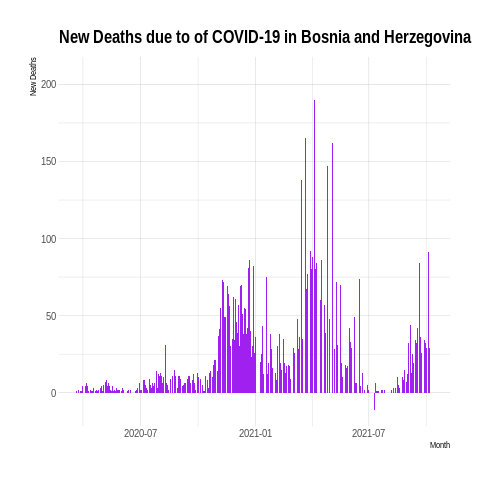 New Deaths due to of COVID-19 in Bosnia and Herzegovina
New Deaths
200
150
100
50
0
2020-07
2021-01
2021-07
Month